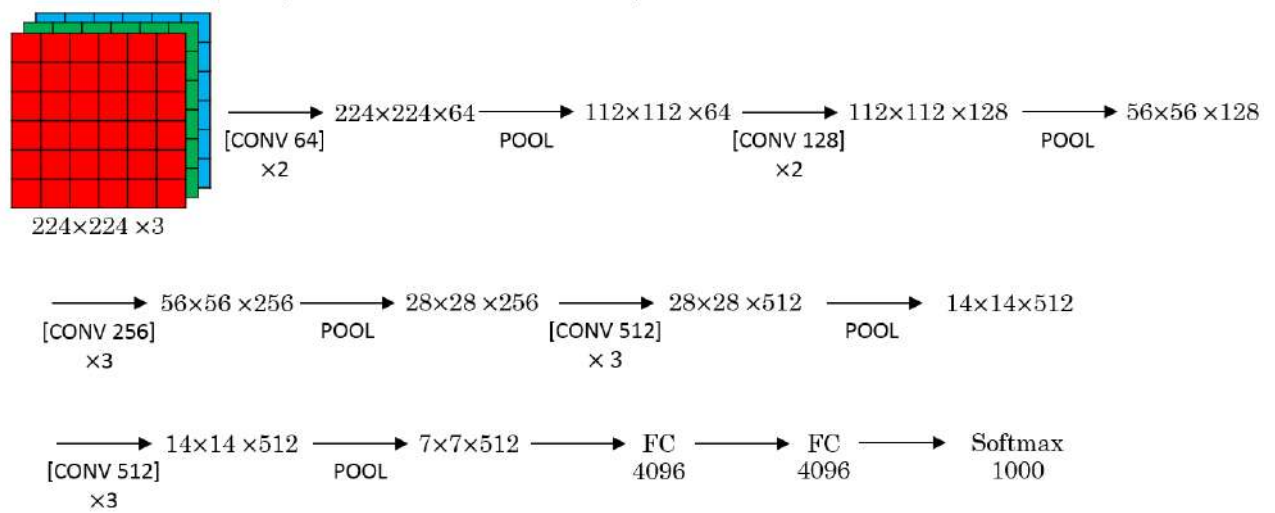 224×224×64 POOL 112×112 ×64 112×112 ×128 POOL 56×56 ×128
[CONV 64] [CONV 128]
×2 ×2
224×224 ×3
56×56 ×256 28×28 ×256 28×28 ×512 14×14×512
[CONV 256] POOL [CONV 512] POOL
×3 × 3
14×14 ×512 7×7×512 FC FC Softmax
[CONV 512] POOL 4096 4096 1000
×3